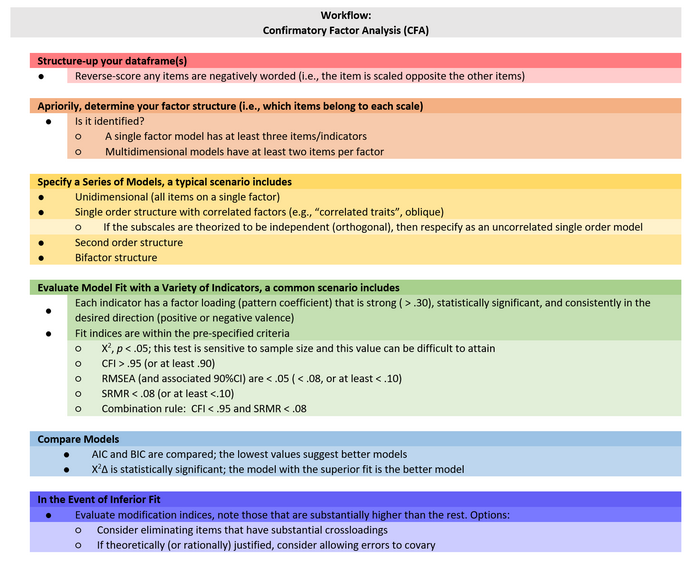 Workflow:
Confirmatory Factor Analysis (CFA)
Structure-up your dataframe(s)
● Reverse-score any items are negatively worded (i.e., the item is scaled opposite the other items)
Apriorily, determine your factor structure (i.e., which items belong to each scale)
● Is it identified?
○ A single factor model has at least three items/indicators
○ Multidimensional models have at least two items per factor
Specify a Series of Models, a typical scenario includes
● Unidimensional (all items on a single factor)
● Single order structure with correlated factors (e.g., “correlated traits”, oblique)
○ If the subscales are theorized to be independent (orthogonal), then respecify as an uncorrelated single order model
● Second order structure
● Bifactor structure
Evaluate Model Fit with a Variety of Indicators, a common scenario includes
● Each indicator has a factor loading (pattern coefficient) that is strong ( > .30), statistically significant, and consistently in the
desired direction (positive or negative valence)
● Fit indices are within the pre-specified criteria
○ X², p < .05; this test is sensitive to sample size and this value can be difficult to attain
○ CFI > .95 (or at least .90)
○ RMSEA (and associated 90%CI) are < .05 ( < .08, or at least < .10)
○ SRMR < .08 (or at least <.10)
○ Combination rule: CFI < .95 and SRMR < .08
Compare Models
● AIC and BIC are compared; the lowest values suggest better models
● X²Δ is statistically significant; the model with the superior fit is the better model
In the Event of Inferior Fit
● Evaluate modification indices, note those that are substantially higher than the rest. Options:
○ Consider eliminating items that have substantial crossloadings
○ If theoretically (or rationally) justified, consider allowing errors to covary